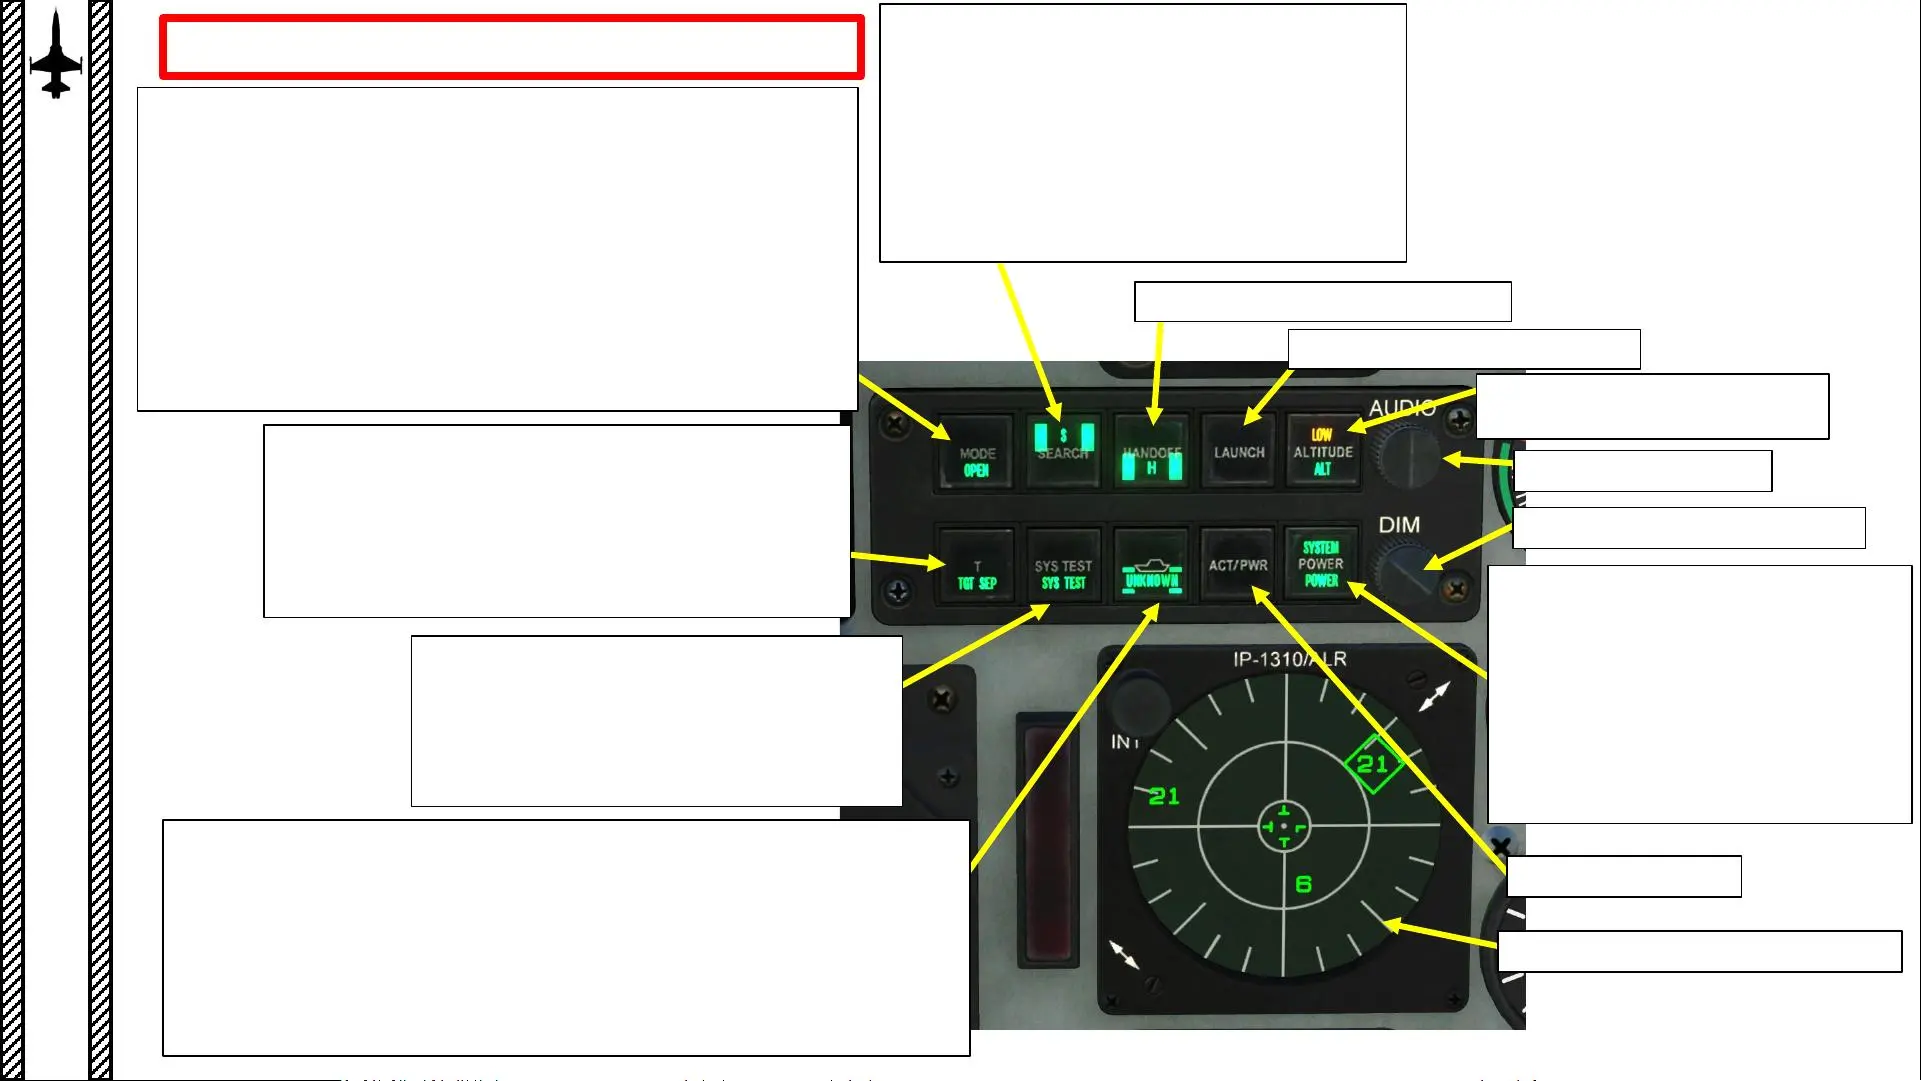 AUDIO
MODE
OPEN
S
SEARCH
HANDOFF
H
LAUNCH
LOW
ALTITUDE
ALT
DIM
T
TGT SEP
SYS TEST
SYS TEST
UNKNOWN
ACT/PWR
SYSTEM
POWER
POWER
IP-1310/ALR
INT
21
21
6